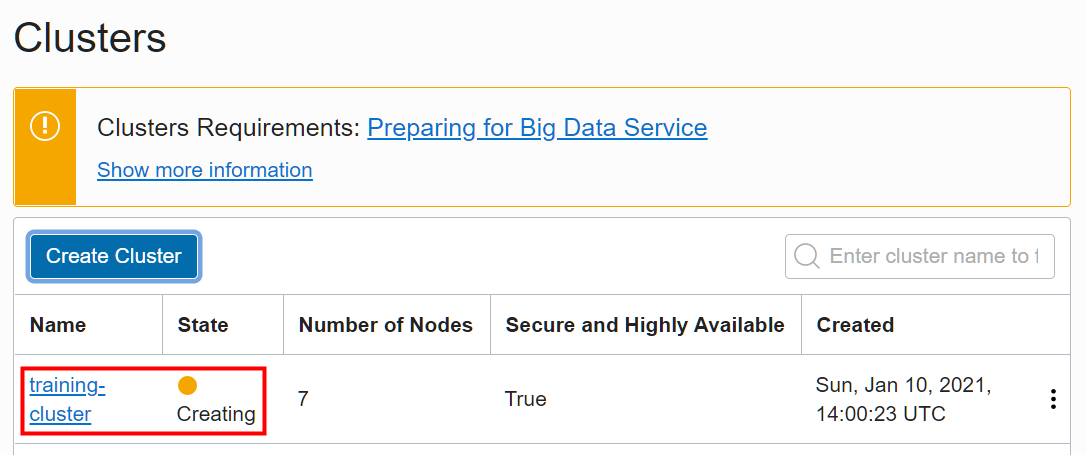 Clusters
Clusters Requirements: Preparing for Big Data Service
Show more information
Create Cluster
Enter cluster name to
Name State Number of Nodes Secure and Highly Available Created
training-
cluster
Creating
7
True
Sun, Jan 10, 2021,
14:00:23 UTC